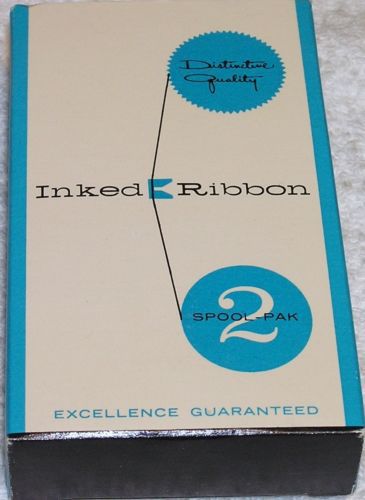 Distinctive
Quality
Inked Ribbon
2
SPOOL-PAK
EXCELLENCE GUARANTEED